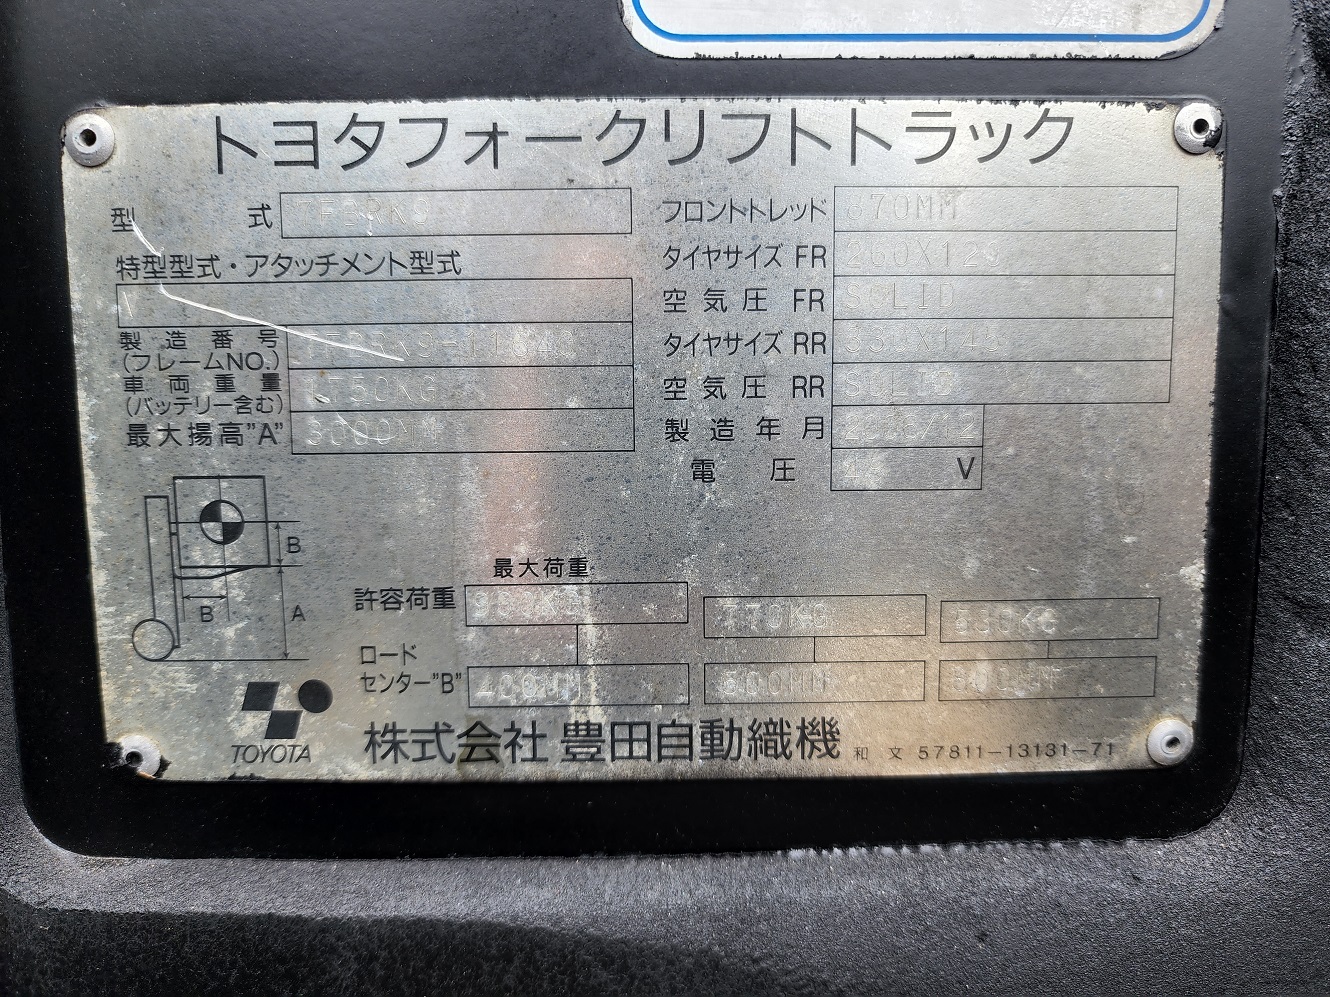 トヨタフォークリフトトラック
型 式 7FBRK9
特型型式・アタッチメント型式
製造番号
(フレームNO.)
車両重量 1750KG
(バッテリー含む)
最大揚高"A" 3000MM
フロントトレッド 670MM
タイヤサイズ FR
空気圧 FR SOLID
タイヤサイズ RR
空気圧 RR SOLID
製造年月
電圧 V
B
B
A
最大荷重
許容荷重 770KG
ロード
センター"B" 400MM 500MM
TOYOTA
株式会社 豊田自動織機 和文 57811-13131-71